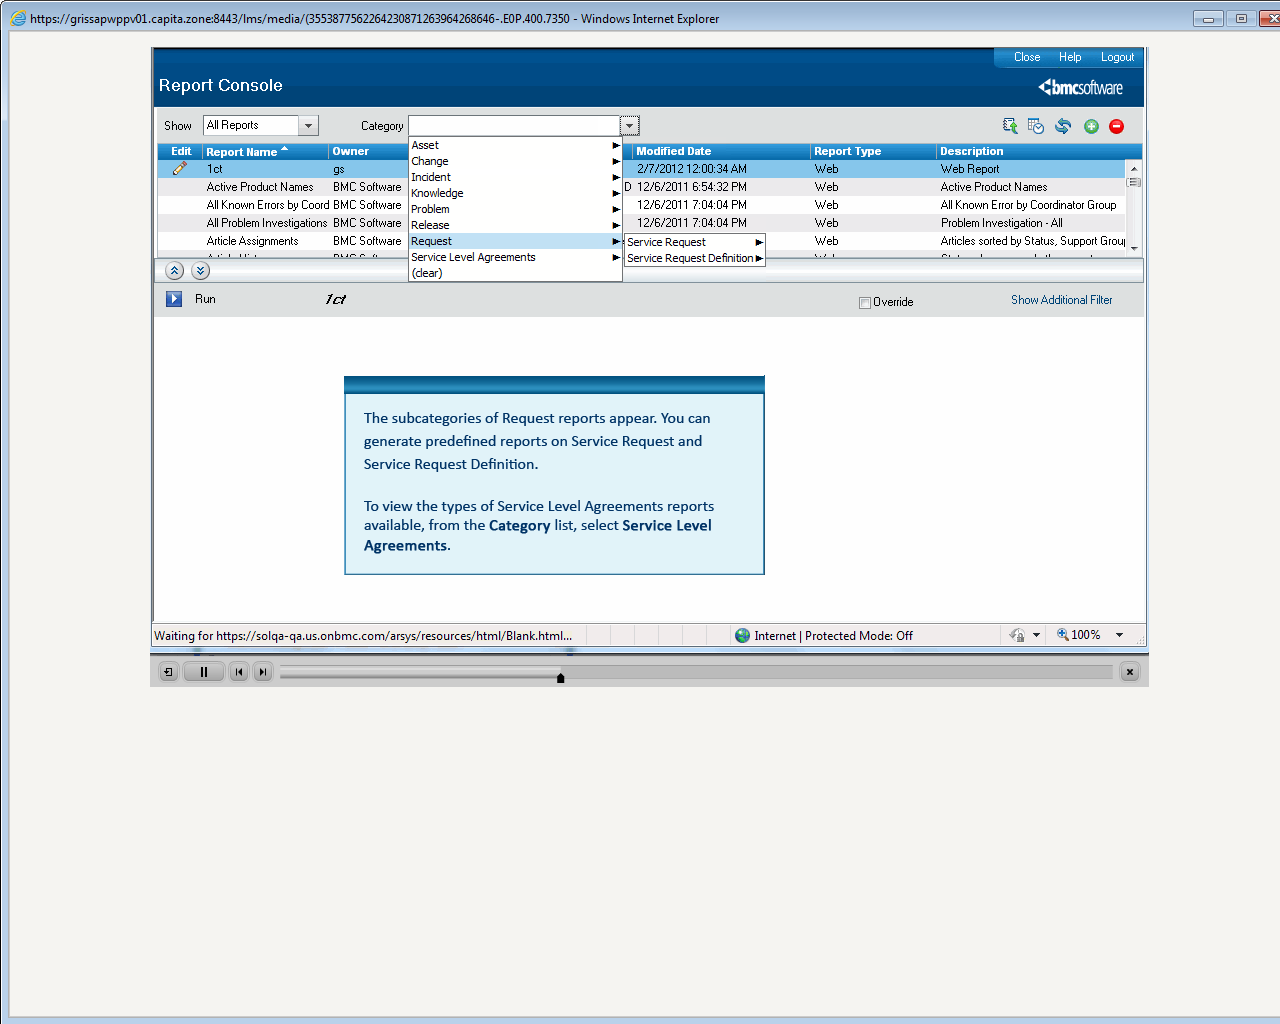 https://grissapwppv01.capita.zone:8443/lms/media/(3553877562264230871263964268646-.E0P.400.7350 - Windows Internet Explorer
Close Help Logout
Report Console
bmcsoftware
Show All Reports Category
Edit Report Name Owner Modified Date Report Type Description
1ct gs 2/7/2012 12:00:34 AM Web Web Report
Active Product Names BMC Software D 12/6/2011 6:54:32 PM Web Active Product Names
All Known Errors by Coord BMC Software 12/6/2011 7:04:04 PM Web All Known Error by Coordinator Group
All Problem Investigations BMC Software 12/6/2011 7:04:04 PM Web Problem Investigation - All
Article Assignments BMC Software Web Articles sorted by Status, Support Group
Asset
Change
Incident
Knowledge
Problem
Release
Request
Service Level Agreements
(clear)
Service Request
Service Request Definition
Run 1ct Override Show Additional Filter
The subcategories of Request reports appear. You can
generate predefined reports on Service Request and
Service Request Definition.
To view the types of Service Level Agreements reports
available, from the Category list, select Service Level
Agreements.
Waiting for https://solqa-qa.us.onbmc.com/arsys/resources/html/Blank.html... Internet | Protected Mode: Off 100%